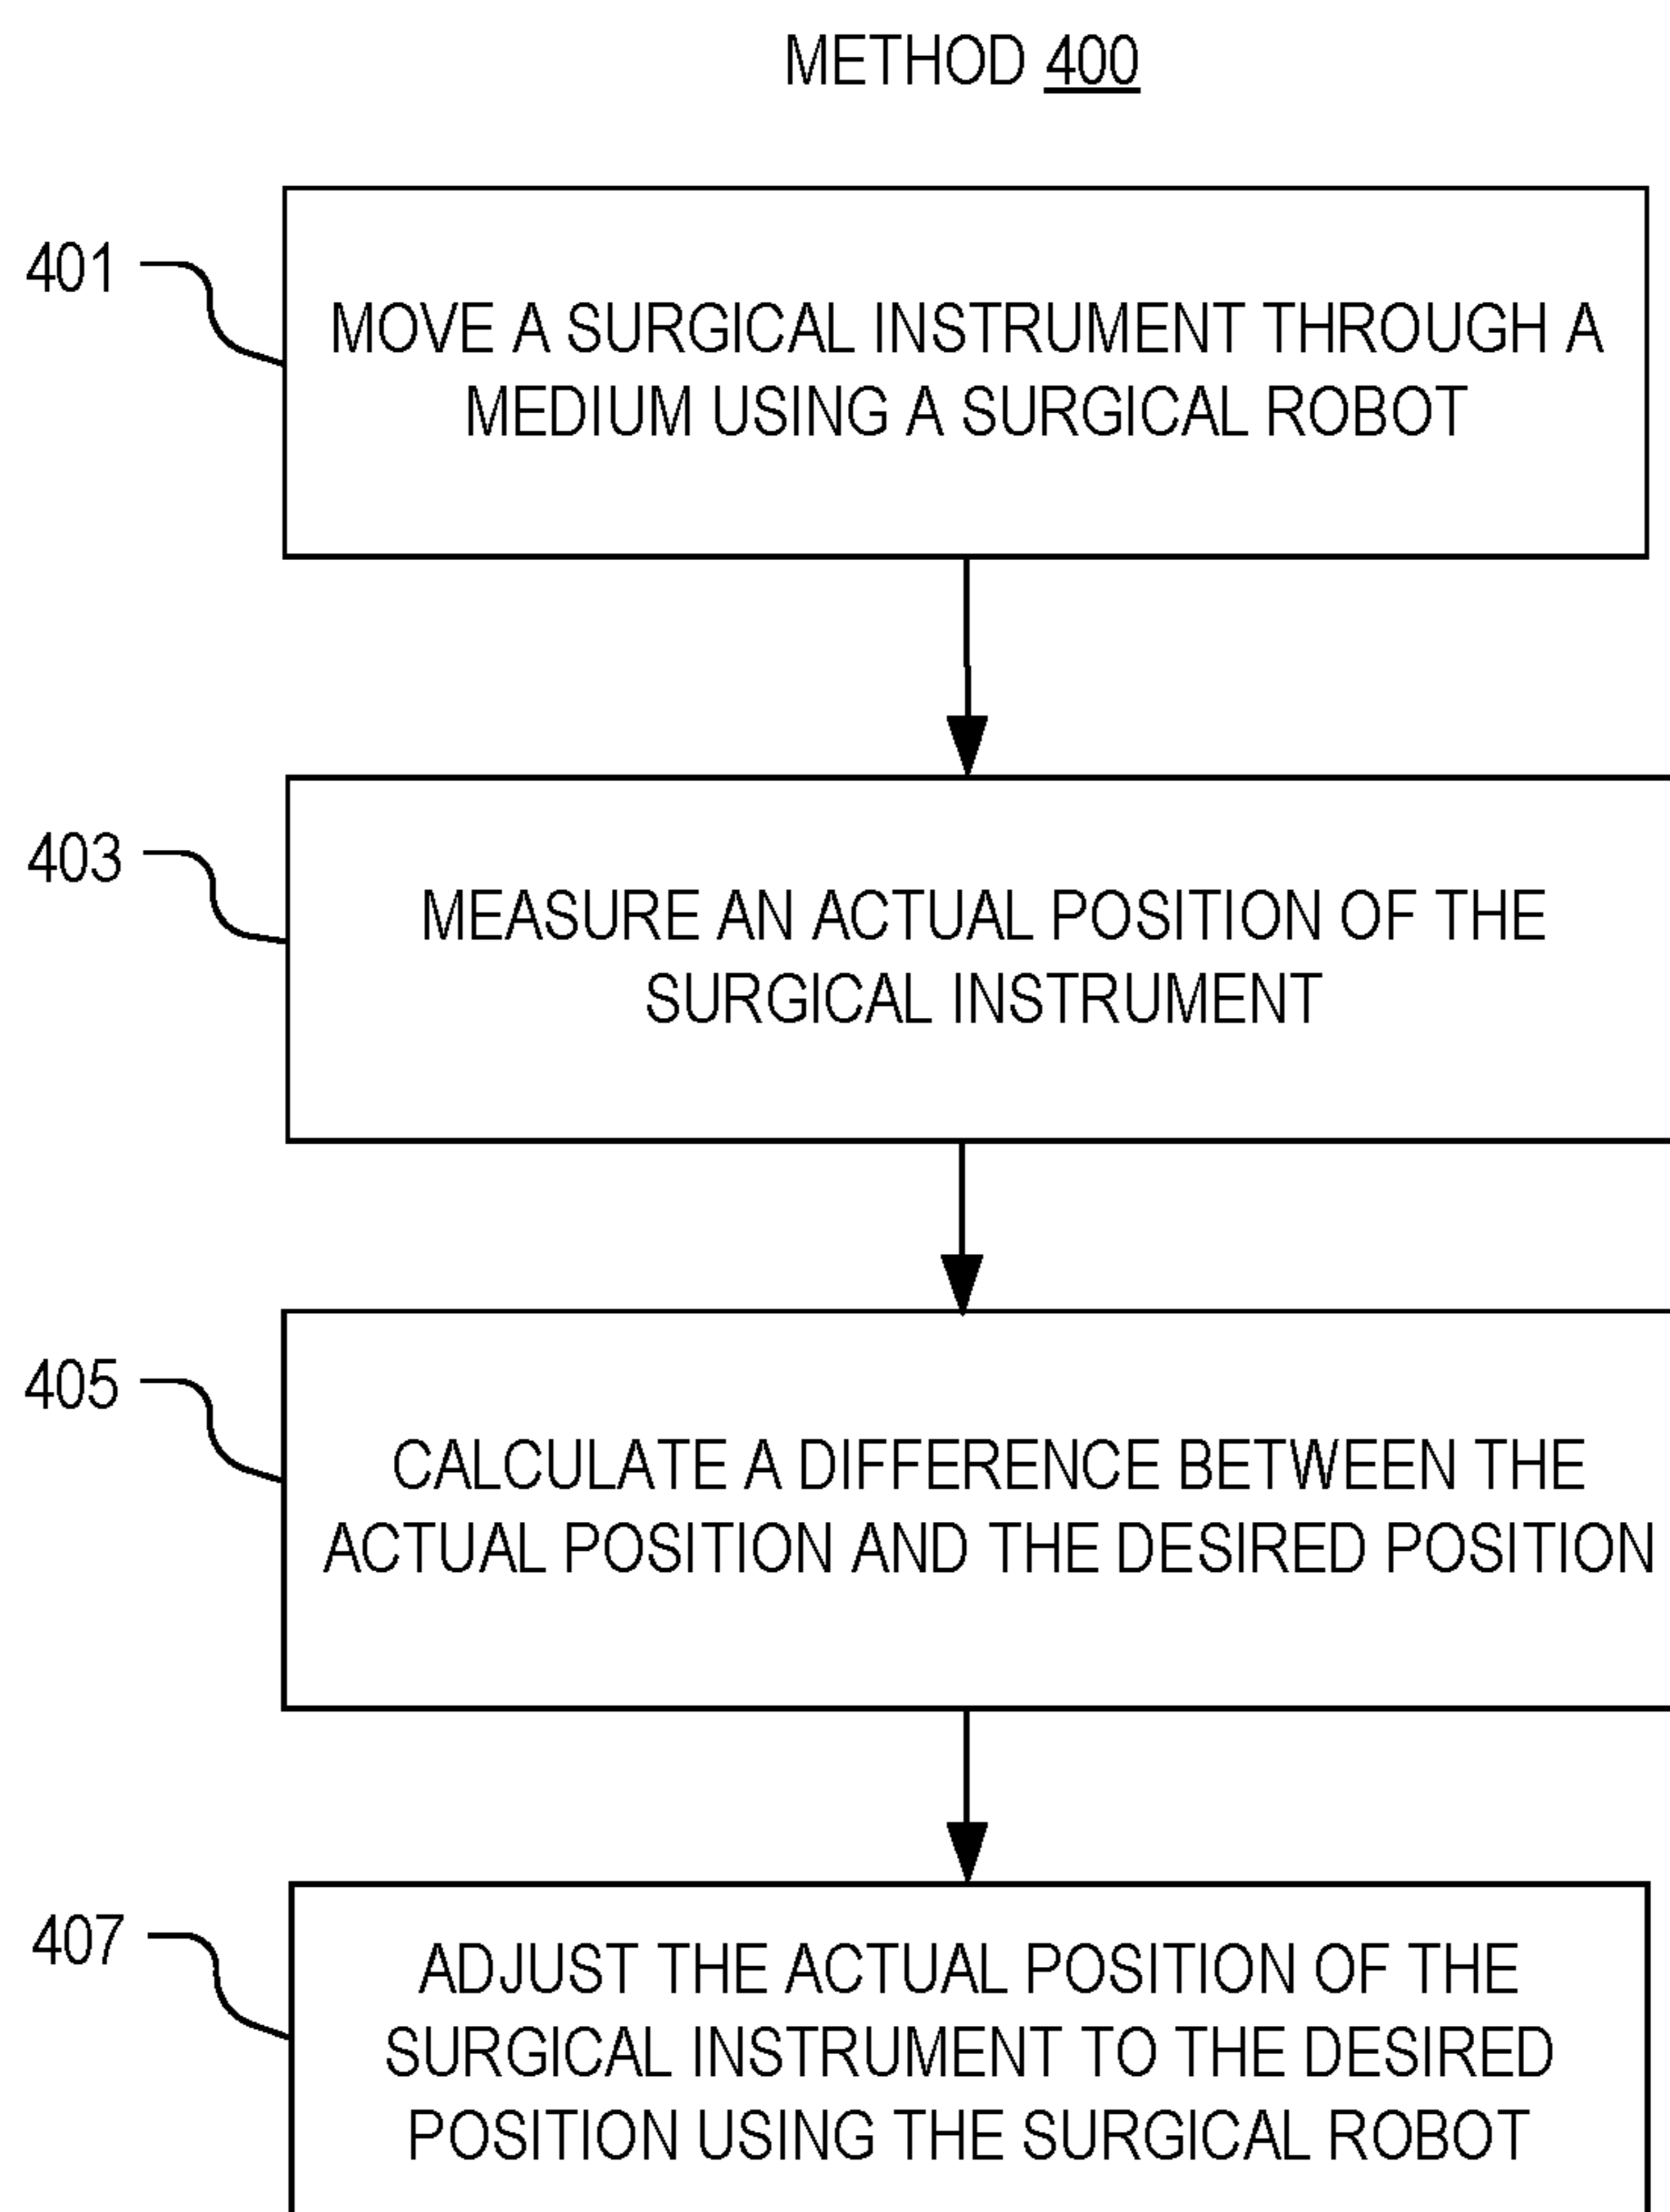 METHOD 400
401
MOVE A SURGICAL INSTRUMENT THROUGH A
MEDIUM USING A SURGICAL ROBOT
403
MEASURE AN ACTUAL POSITION OF THE
SURGICAL INSTRUMENT
405
CALCULATE A DIFFERENCE BETWEEN THE
ACTUAL POSITION AND THE DESIRED POSITION
407
ADJUST THE ACTUAL POSITION OF THE
SURGICAL INSTRUMENT TO THE DESIRED
POSITION USING THE SURGICAL ROBOT